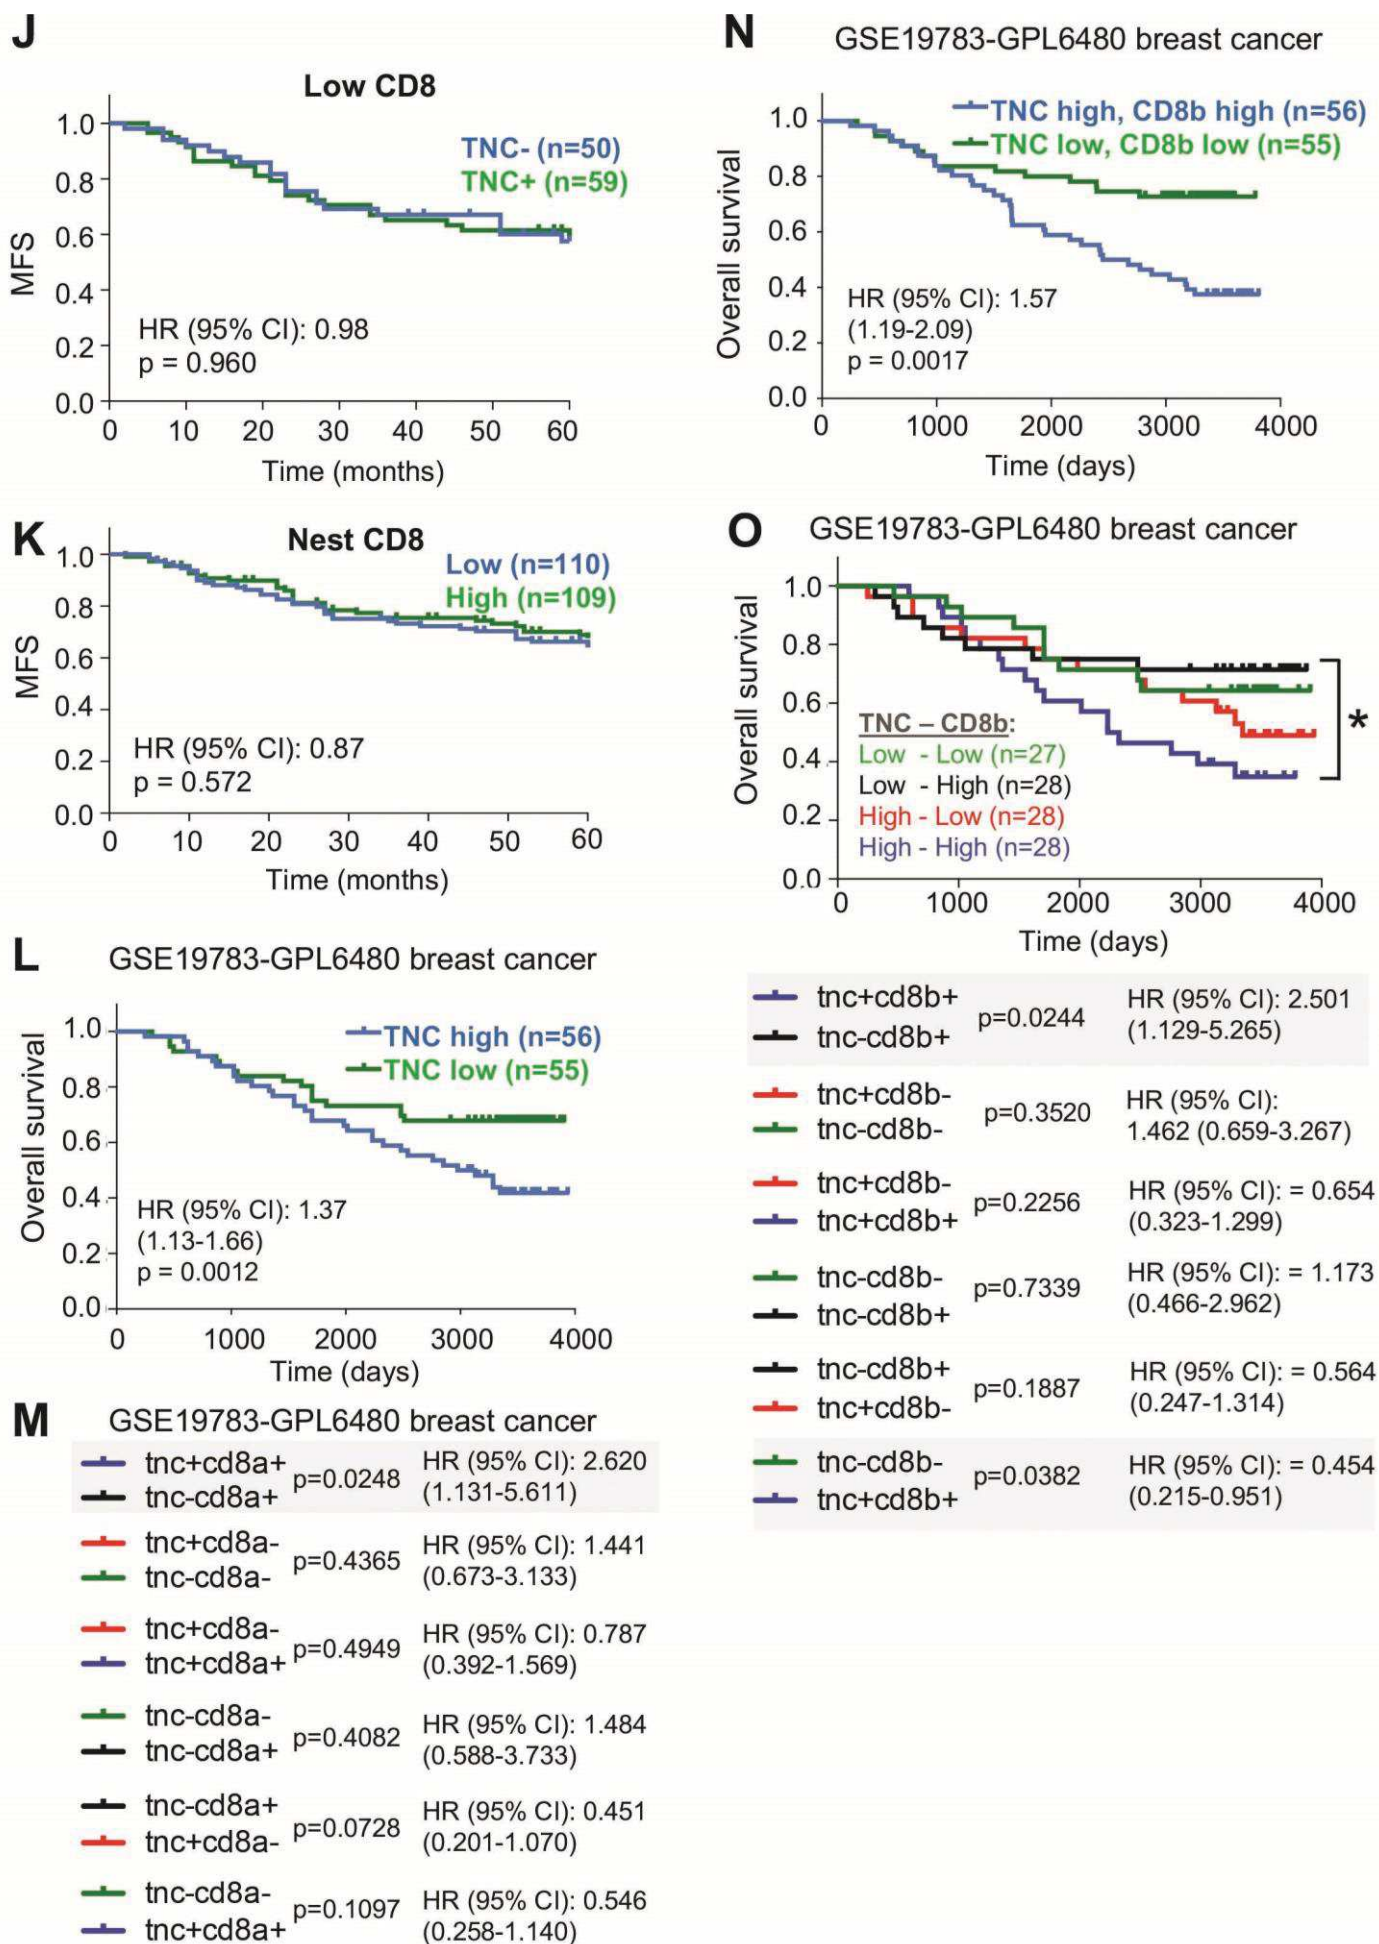 J
Low CD8
1.0
0.8
0.6
0.4
0.2
0.0
MFS
TNC- (n=50)
TNC+ (n=59)
HR (95% CI): 0.98
p = 0.960
0 10 20 30 40 50 60
Time (months)
K
Nest CD8
1.0
0.8
0.6
0.4
0.2
0.0
MFS
Low (n=110)
High (n=109)
HR (95% CI): 0.87
p = 0.572
0 10 20 30 40 50 60
Time (months)
L
GSE19783-GPL6480 breast cancer
1.0
0.8
0.6
0.4
0.2
0.0
Overall survival
TNC high (n=56)
TNC low (n=55)
HR (95% CI): 1.37
(1.13-1.66)
p = 0.0012
0 1000 2000 3000 4000
Time (days)
M
GSE19783-GPL6480 breast cancer
tnc+cd8a+
tnc-cd8a+
p=0.0248
HR (95% CI): 2.620
(1.131-5.611)
tnc+cd8a-
tnc-cd8a-
p=0.4365
HR (95% CI): 1.441
(0.673-3.133)
tnc+cd8a-
tnc+cd8a+
p=0.4949
HR (95% CI): 0.787
(0.392-1.569)
tnc-cd8a-
tnc-cd8a+
p=0.4082
HR (95% CI): 1.484
(0.588-3.733)
tnc-cd8a+
tnc+cd8a-
p=0.0728
HR (95% CI): 0.451
(0.201-1.070)
tnc-cd8a-
tnc+cd8a+
p=0.1097
HR (95% CI): 0.546
(0.258-1.140)
N
GSE19783-GPL6480 breast cancer
1.0
0.8
0.6
0.4
0.2
0.0
Overall survival
TNC high, CD8b high (n=56)
TNC low, CD8b low (n=55)
HR (95% CI): 1.57
(1.19-2.09)
p = 0.0017
0 1000 2000 3000 4000
Time (days)
O
GSE19783-GPL6480 breast cancer
1.0
0.8
0.6
0.4
0.2
0.0
Overall survival
TNC – CD8b:
Low - Low (n=27)
Low - High (n=28)
High - Low (n=28)
High - High (n=28)
*
0 1000 2000 3000 4000
Time (days)
tnc+cd8b+
tnc-cd8b+
p=0.0244
HR (95% CI): 2.501
(1.129-5.265)
tnc+cd8b-
tnc-cd8b-
p=0.3520
HR (95% CI):
1.462 (0.659-3.267)
tnc+cd8b-
tnc+cd8b+
p=0.2256
HR (95% CI): = 0.654
(0.323-1.299)
tnc-cd8b-
tnc-cd8b+
p=0.7339
HR (95% CI): = 1.173
(0.466-2.962)
tnc-cd8b+
tnc+cd8b-
p=0.1887
HR (95% CI): = 0.564
(0.247-1.314)
tnc-cd8b-
tnc+cd8b+
p=0.0382
HR (95% CI): = 0.454
(0.215-0.951)